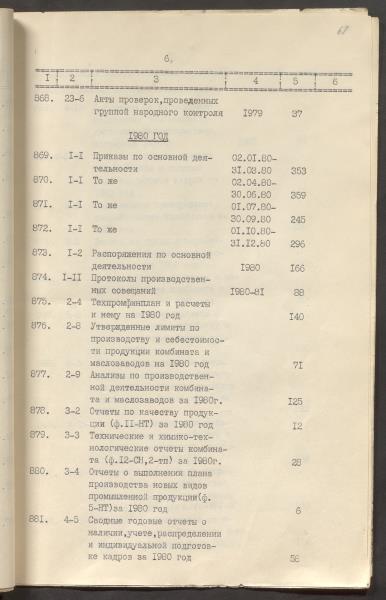 67
6.
I 2 3 4 5 6
868. 23-6 Акты проверок,проведенных
группой народного контроля 1979 37
1980 ГОД
869. I-I Приказы по основной дея- 02.01.80-
тельности 31.03.80 353
870. I-I То же 02.04.80-
30.06.80 359
871. I-I То же 01.07.80-
30.09.80 245
872. I-I То же 01.10.80-
31.12.80 296
873. I-2 Распоряжения по основной
деятельности 1980 166
874. I-II Протоколы производствен-
ных совещаний 1980-81 88
875. 2-4 Техпромфинплан и расчеты
к нему на 1980 год 140
876. 2-8 Утвержденные лимиты по
производству и себестоимос-
ти продукции комбината и
маслозаводов на 1980 год 71
877. 2-9 Анализы по производствен-
ной деятельности комбина-
та и маслозаводов за 1980г. 125
878. 3-2 Отчеты по качеству продук-
ции (ф.II-НТ) за 1980 год 12
879. 3-3 Технические и химико-тех-
нологические отчеты комбина-
та (ф.12-СН,2-тп) за 1980г. 28
880. 3-4 Отчеты о выполнении плана
производства новых видов
промышленной продукции(ф.
5-НТ)за 1980 год 6
881. 4-5 Сводные годовые отчеты о
наличии,учете,распределении
и индивидуальной подготов-
ке кадров за 1980 год 58